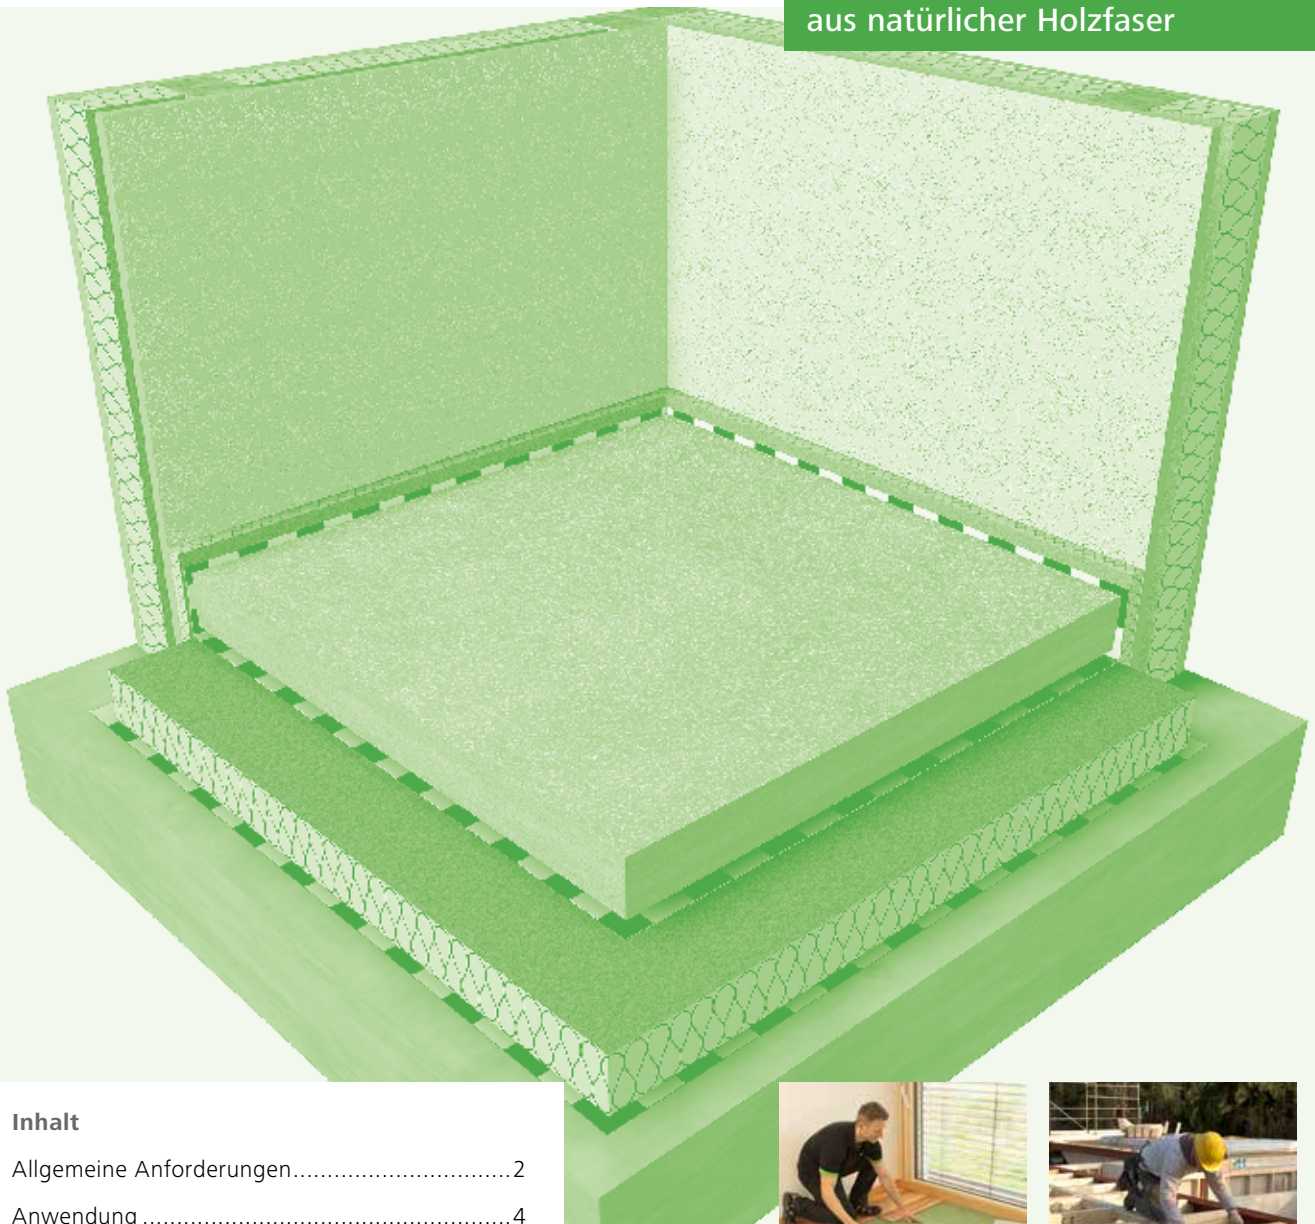 aus natürlicher Holzfaser
Inhalt
Allgemeine Anforderungen................................2
Anwendung ......................................................4